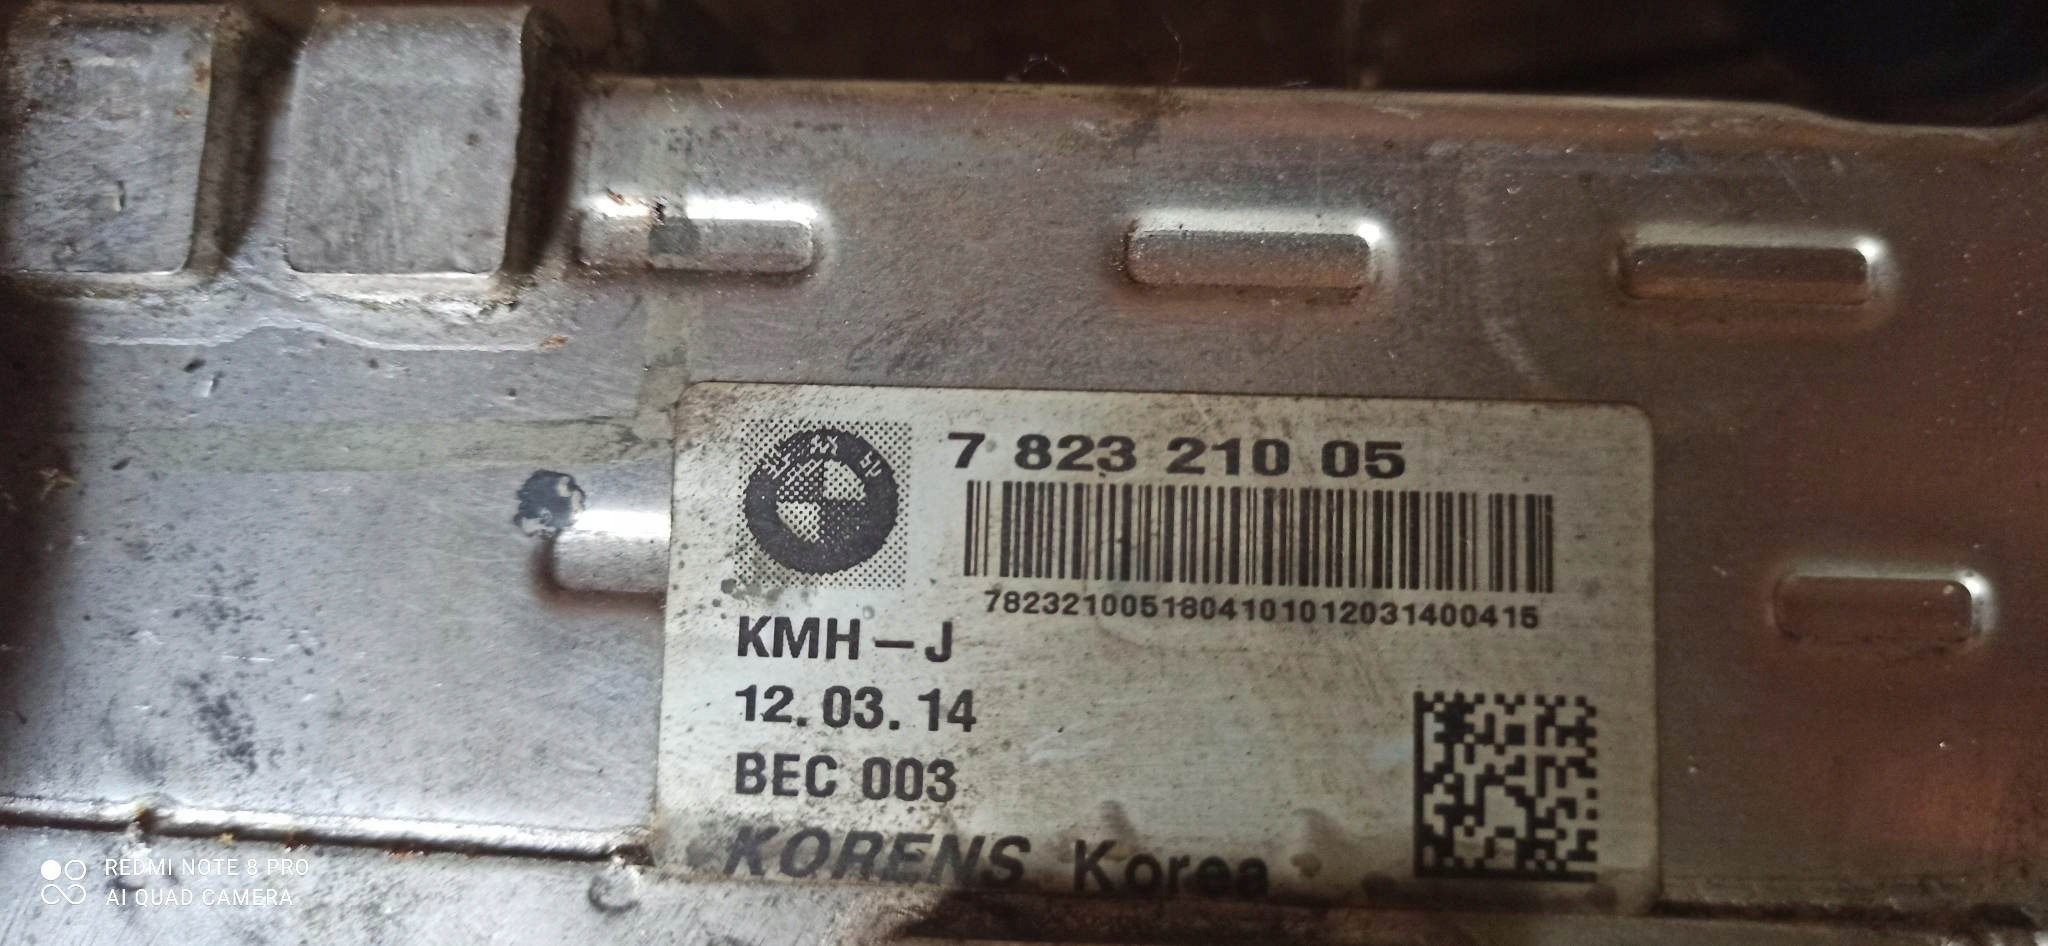 7 823 210 05
7823210051804101012031400415
KMH-J
12.03.14
BEC 003
KORENS Korea
REDMI NOTE 8 PRO
AI QUAD CAMERA